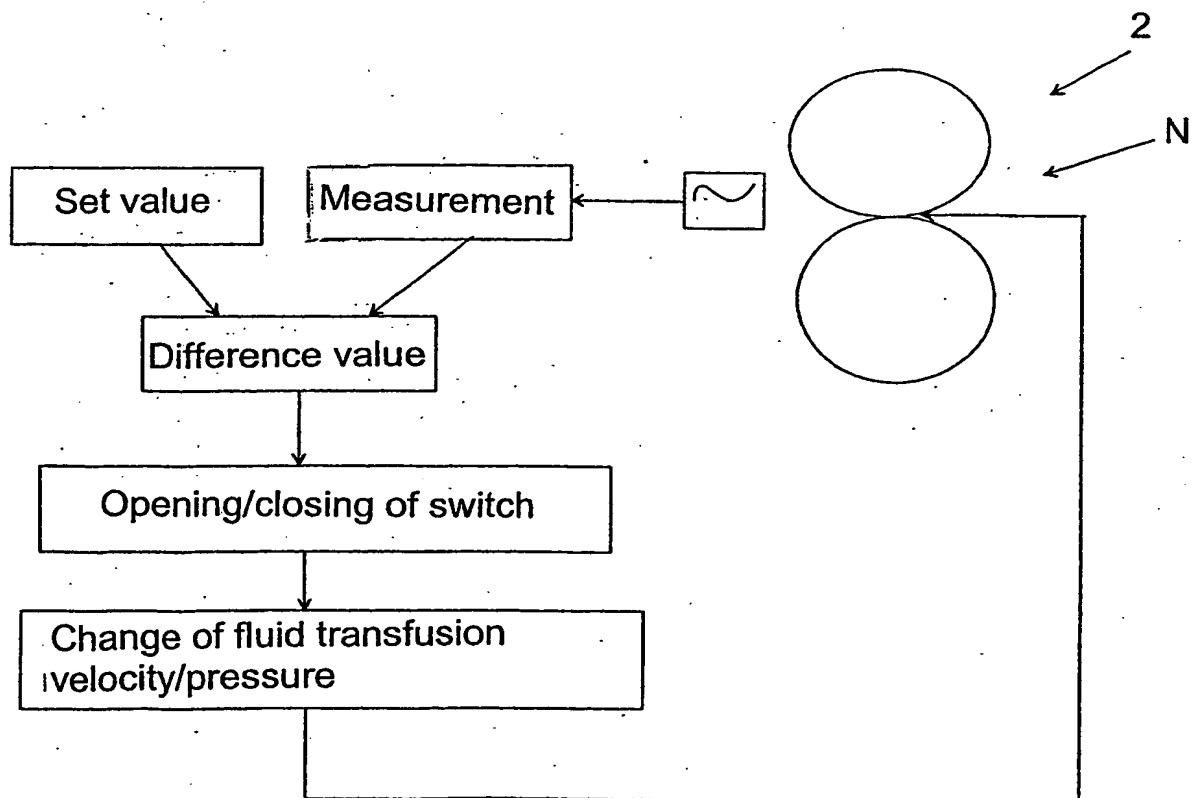 2
N
Set value
Measurement
Difference value
Opening/closing of switch
Change of fluid transfusion
velocity/pressure